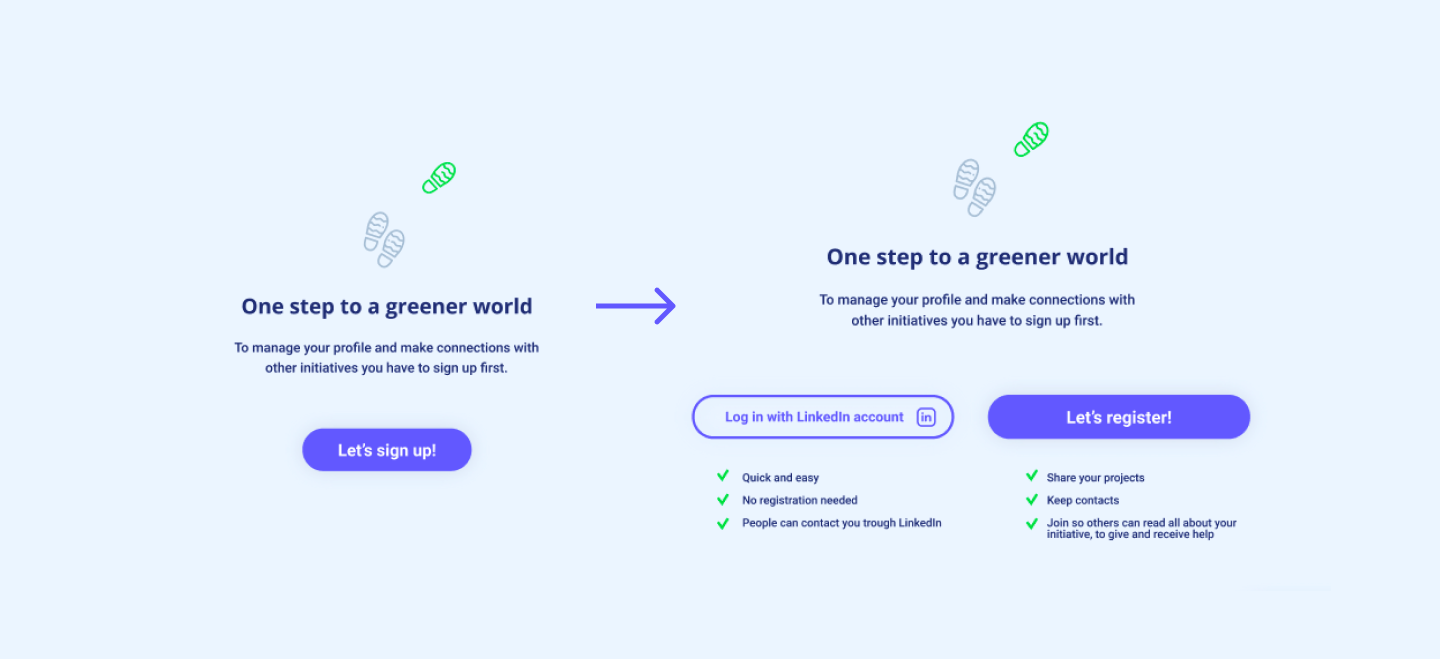 One step to a greener world
To manage your profile and make connections with
other initiatives you have to sign up first.
Let's sign up!
One step to a greener world
To manage your profile and make connections with
other initiatives you have to sign up first.
Log in with LinkedIn account in
Quick and easy
No registration needed
People can contact you trough LinkedIn
Let's register!
Share your projects
Keep contacts
Join so others can read all about your
initiative, to give and receive help